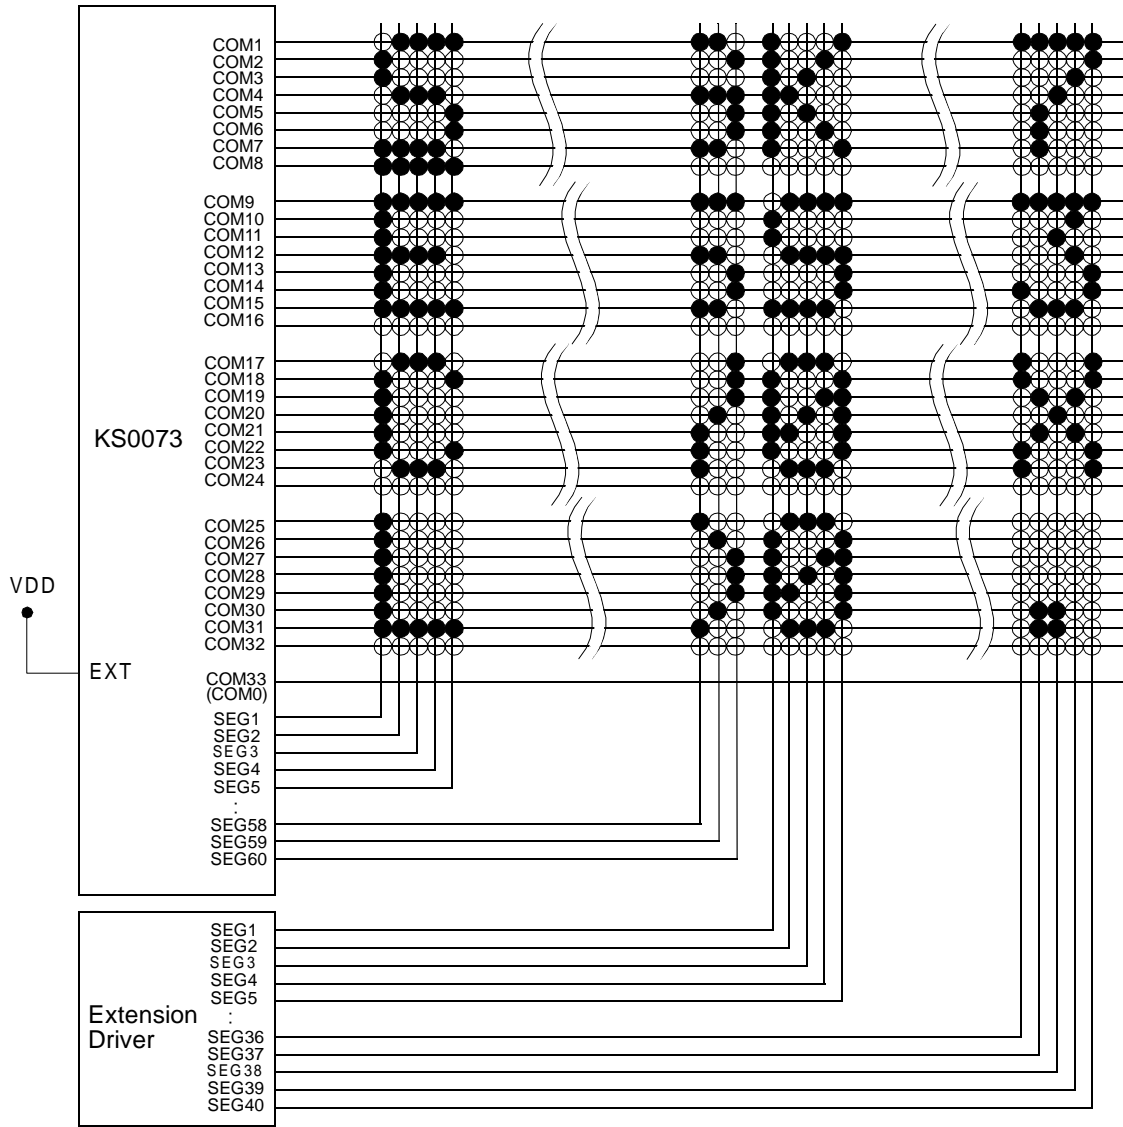 COM1
COM2
COM3
COM4
COM5
COM6
COM7
COM8
COM9
COM10
COM11
COM12
COM13
COM14
COM15
COM16
COM17
COM18
COM19
COM20
COM21
COM22
COM23
COM24
KS0073
COM25
COM26
COM27
COM28
COM29
COM30
COM31
COM32
VDD
EXT
COM33
(COM0)
SEG1
SEG2
SEG3
SEG4
SEG5
:
SEG58
SEG59
SEG60
SEG1
SEG2
SEG3
SEG4
SEG5
:
Extension
Driver
SEG36
SEG37
SEG38
SEG39
SEG40